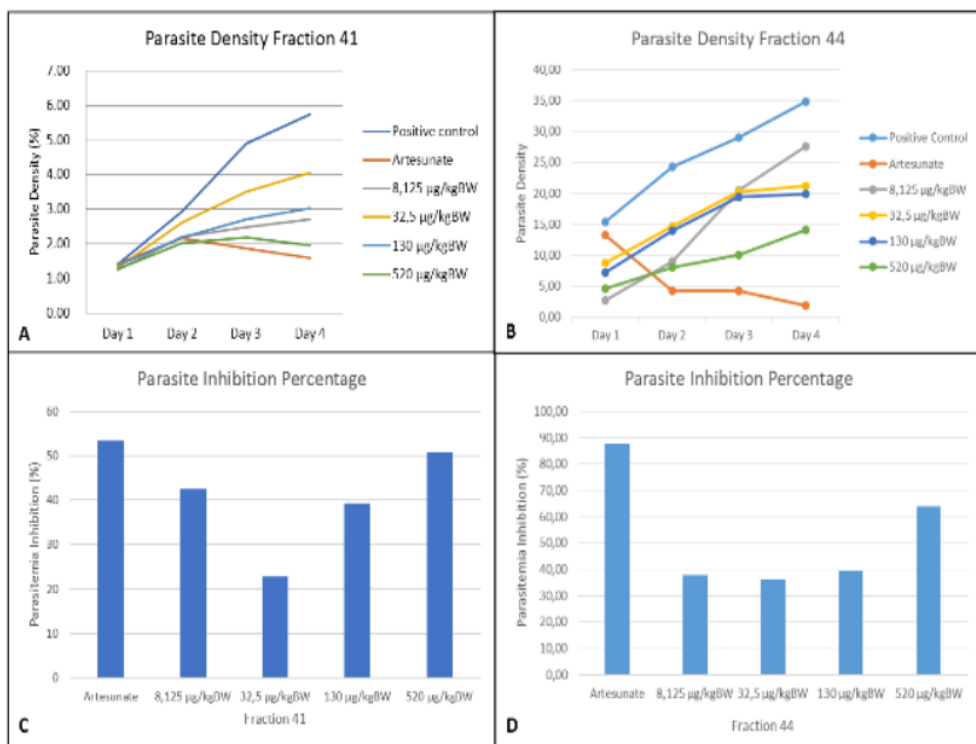 Parasite Density Fraction 41
7.00
6.00
5.00
4.00
3.00
2.00
1.00
0.00
Parasite Density (%)
Day 1 Day 2 Day 3 Day 4
Positive control
Artesunate
8,125 µg/kgBW
32,5 µg/kgBW
130 µg/kgBW
520 µg/kgBW
A
Parasite Density Fraction 44
40,00
35,00
30,00
25,00
20,00
15,00
10,00
5,00
0,00
Parasite Density
Day 1 Day 2 Day 3 Day 4
Positive Control
Artesunate
8,125 µg/kgBW
32,5 µg/kgBW
130 µg/kgBW
520 µg/kgBW
B
Parasite Inhibition Percentage
60
50
40
30
20
10
0
Parasitemia Inhibition (%)
Artesunate 8,125 µg/kgBW 32,5 µg/kgBW 130 µg/kgBW 520 µg/kgBW
Fraction 41
C
Parasite Inhibition Percentage
100,00
90,00
80,00
70,00
60,00
50,00
40,00
30,00
20,00
10,00
0,00
Parasitemia Inhibition (%)
Artesunate 8,125 µg/kgBW 32,5 µg/kgBW 130 µg/kgBW 520 µg/kgBW
Fraction 44
D